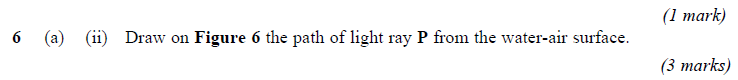 (1 mark)
6 (a) (ii) Draw on Figure 6 the path of light ray P from the water-air surface.
(3 marks)